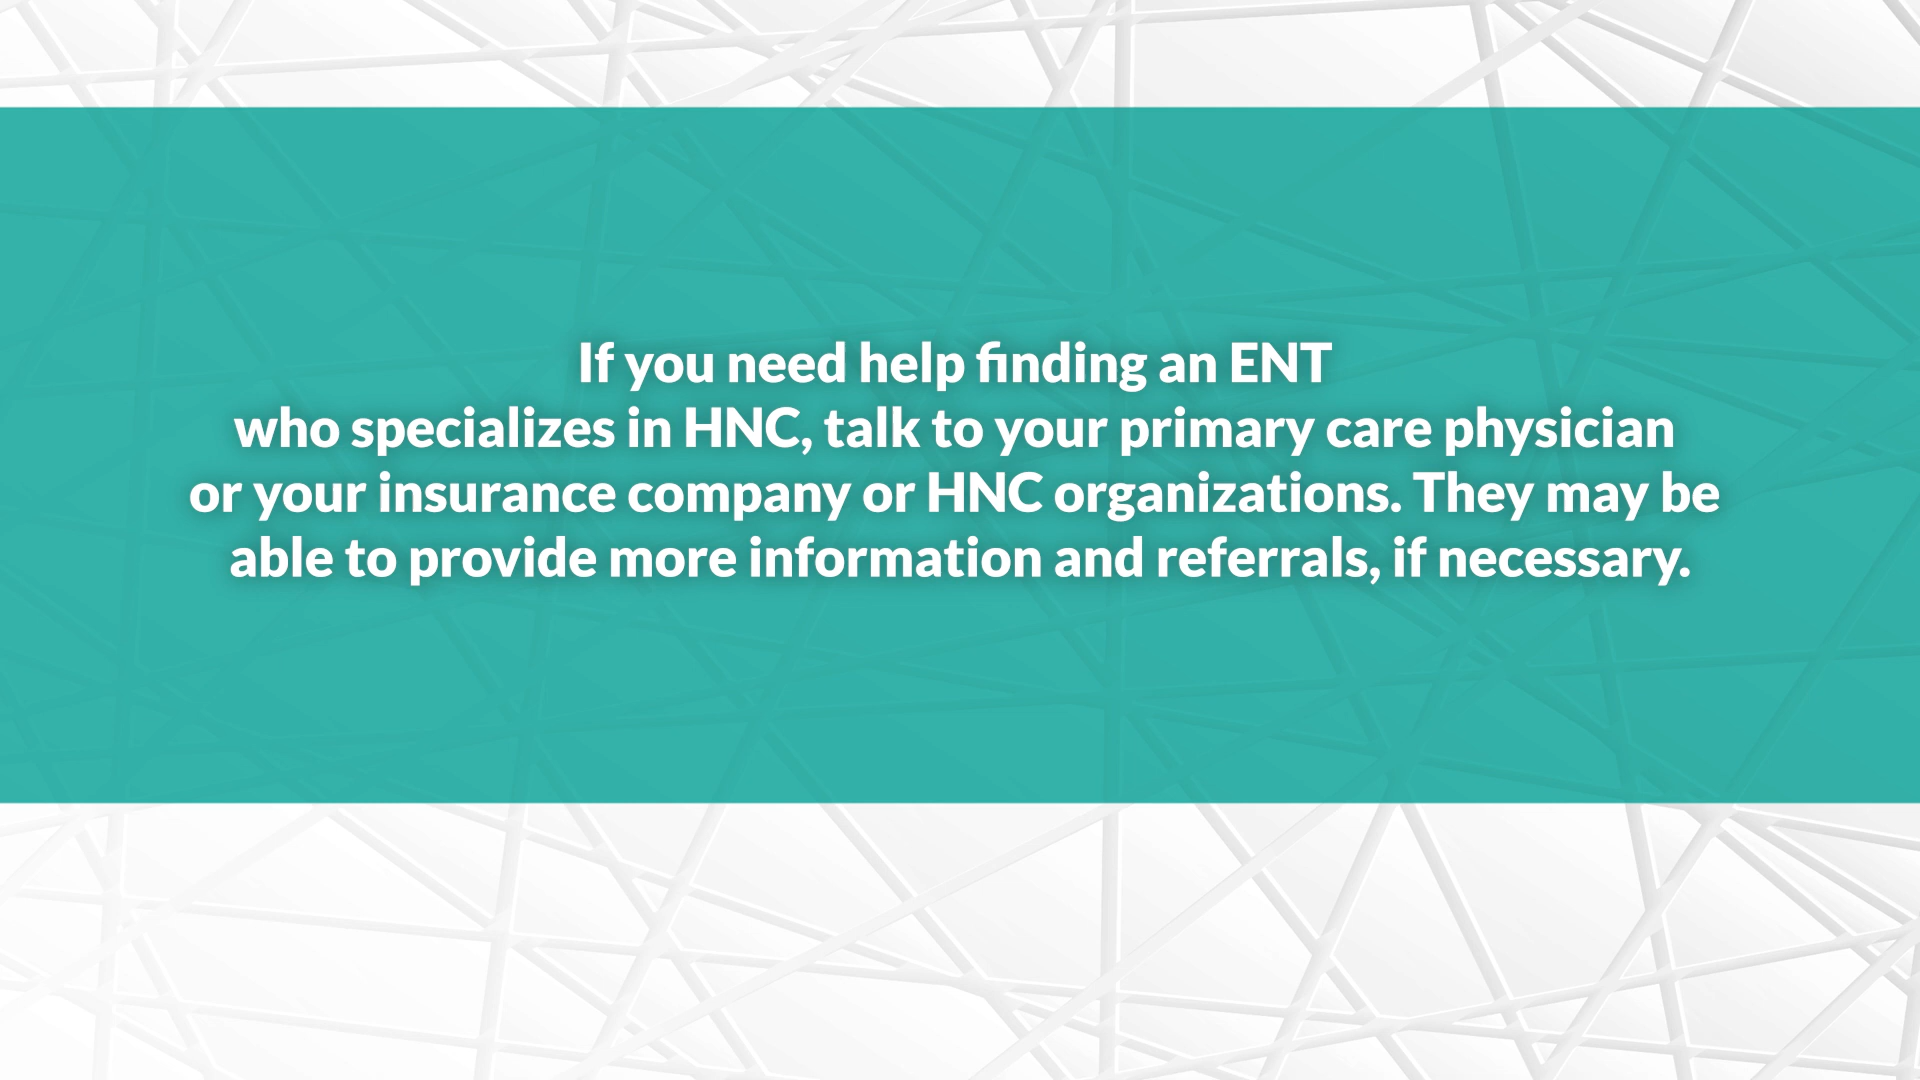 If you need help finding an ENT
who specializes in HNC, talk to your primary care physician
or your insurance company or HNC organizations. They may be
able to provide more information and referrals, if necessary.